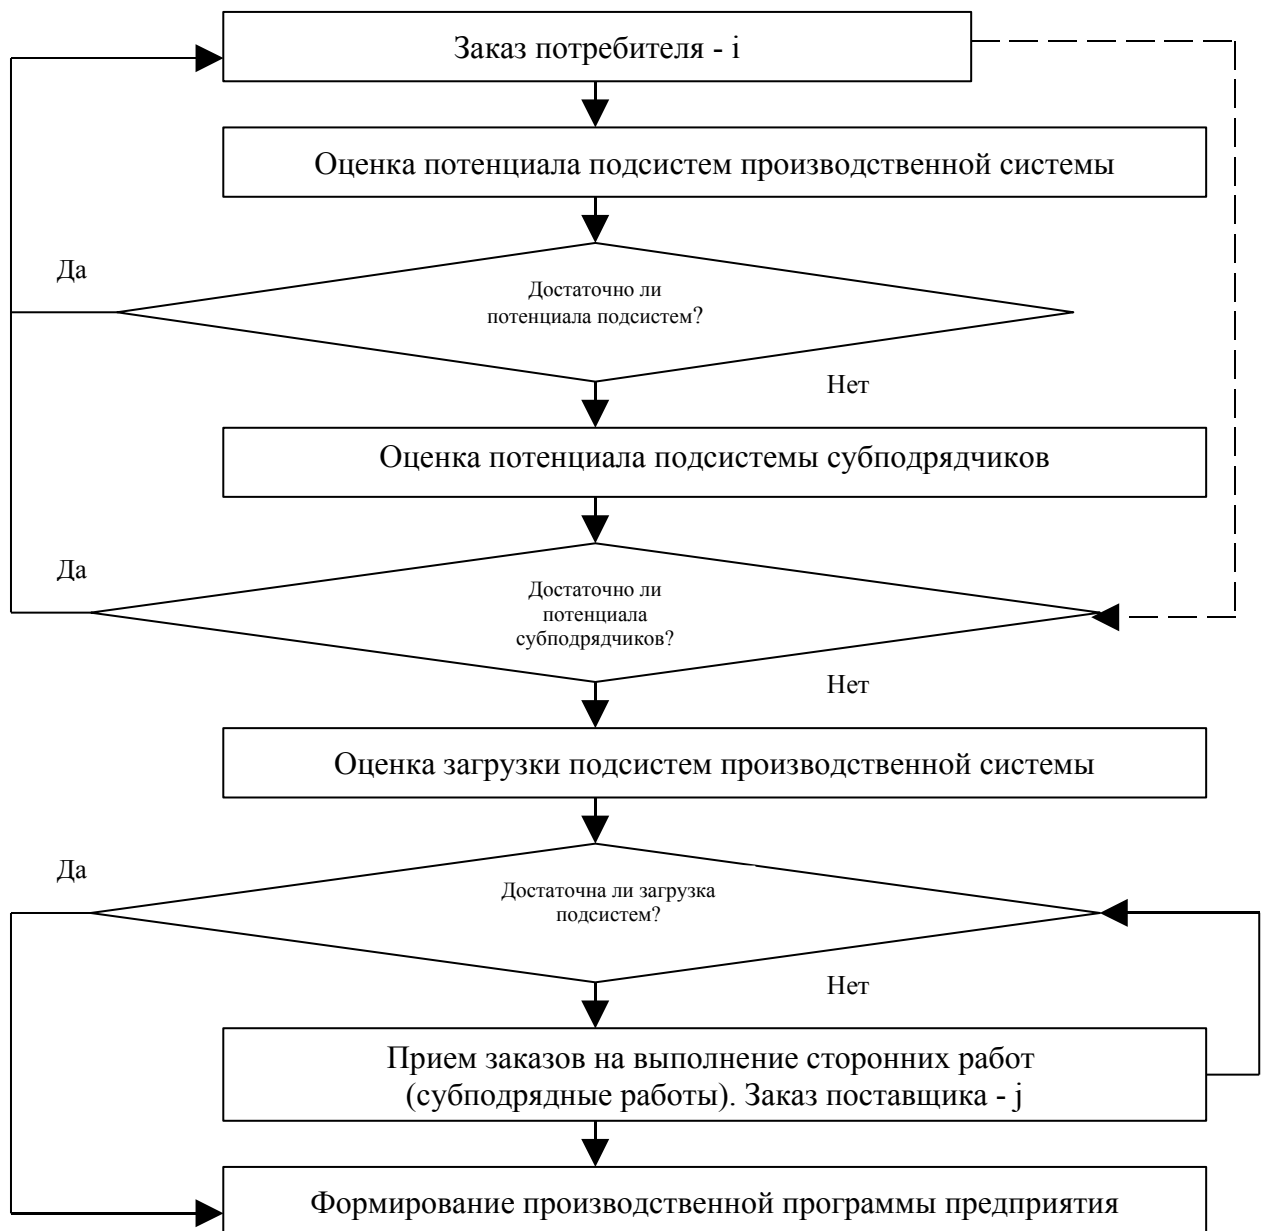 Заказ потребителя - i
Оценка потенциала подсистем производственной системы
Да
Достаточно ли
потенциала подсистем?
Нет
Оценка потенциала подсистемы субподрядчиков
Да
Достаточно ли
потенциала
субподрядчиков?
Нет
Оценка загрузки подсистем производственной системы
Да
Достаточна ли загрузка
подсистем?
Нет
Прием заказов на выполнение сторонних работ
(субподрядные работы). Заказ поставщика - j
Формирование производственной программы предприятия